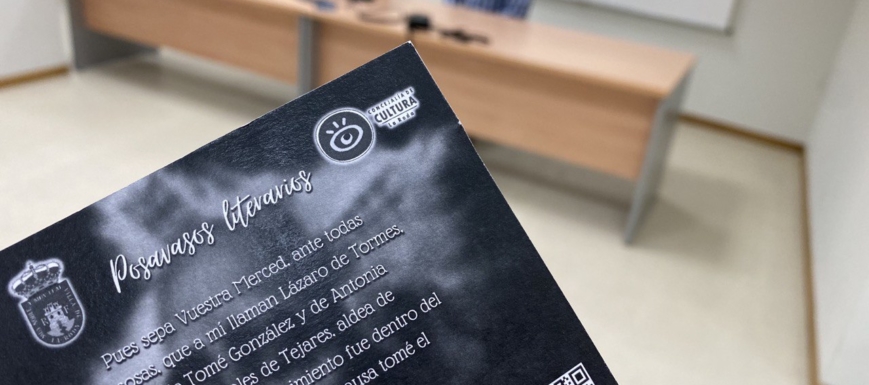 CONCEJALÍA DE
CULTURA
Posavasos literarios
Pues sepa Vuestra Merced, ante todas
cosas, que a mí llaman Lázaro de Tormes,
Tomé González y de Antonia
de Tejares, aldea de
fue dentro del
tomé el